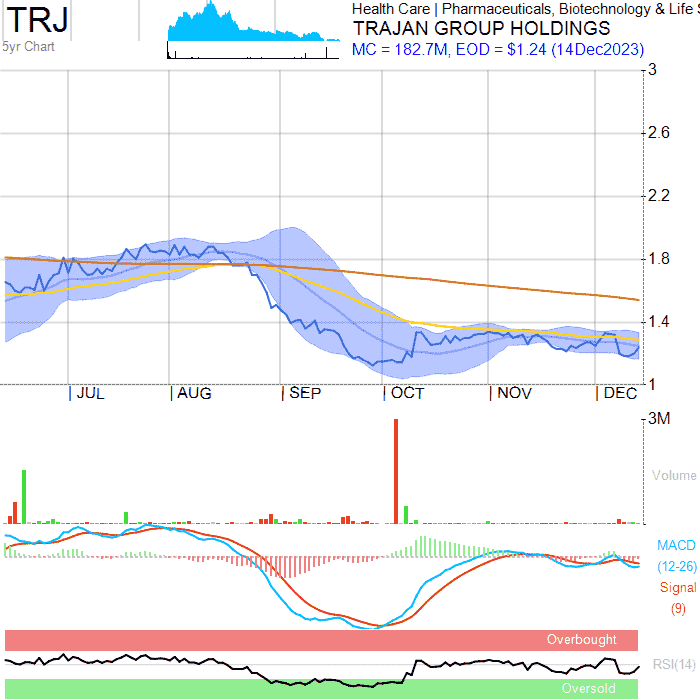 TRJ
5yr Chart
Health Care | Pharmaceuticals, Biotechnology & Life
TRAJAN GROUP HOLDINGS
MC = 182.7M, EOD = $1.24 (14Dec2023)
3
2.6
2.2
1.8
1.4
1
| JUL | AUG | SEP | OCT | NOV | DEC
3M
Volume
MACD
(12-26)
Signal
(9)
Overbought
RSI(14)
Oversold